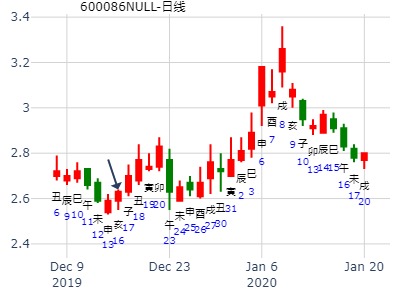 600086NULL-日线
3.4
3.2
3
2.8
2.6
2.4
丑
6
辰
9
巳
10
午
11
未
12
申
13
亥
16
子
17
丑
18
寅
19
卯
20
午
23
未
24
申
25
酉
26
戌
27
丑
30
寅
31
辰
2
巳
3
申
6
酉
7
戌
8
亥
9
子
10
卯
13
辰
14
巳
15
午
16
未
17
戌
20
Dec 9
2019
Dec 23
Jan 6
2020
Jan 20